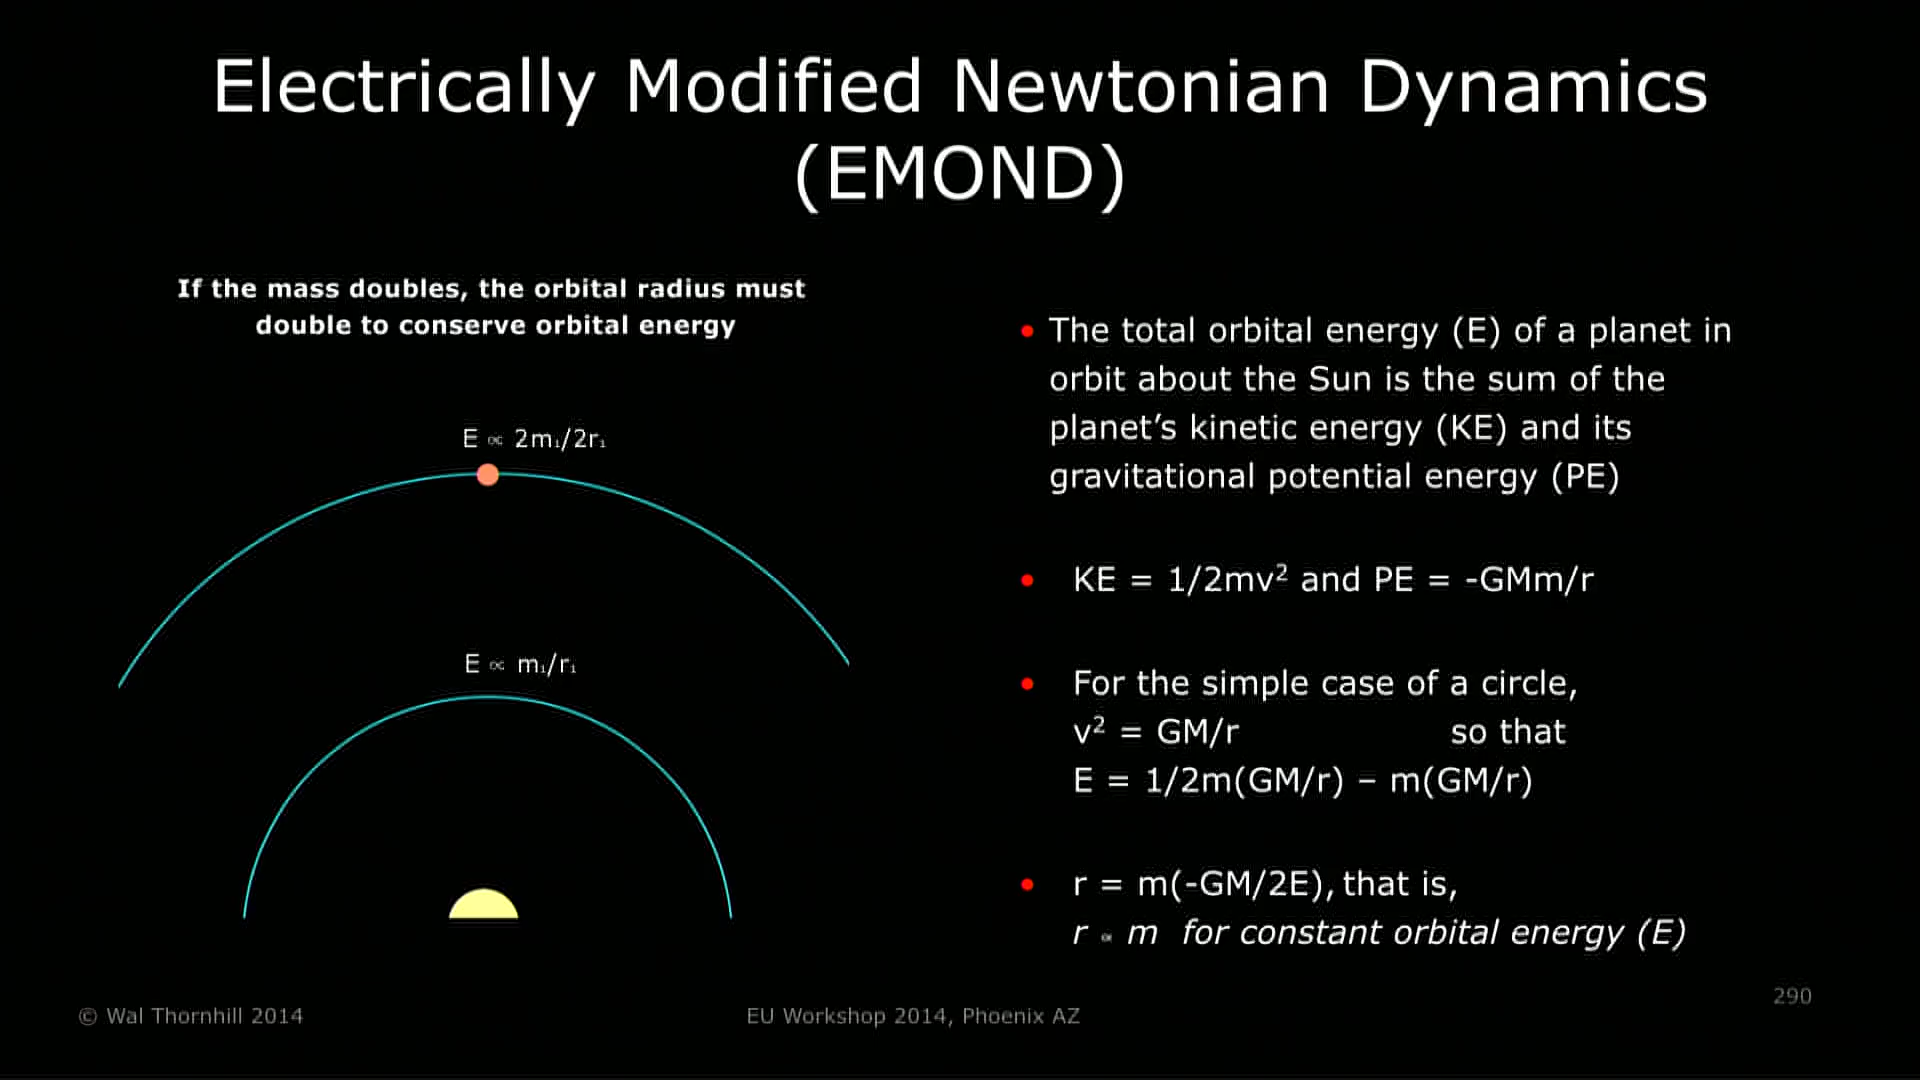 Electrically Modified Newtonian Dynamics
(EMOND)
If the mass doubles, the orbital radius must
double to conserve orbital energy
E ∝ 2m₁/2r₁
E ∝ m₁/r₁
• The total orbital energy (E) of a planet in
orbit about the Sun is the sum of the
planet’s kinetic energy (KE) and its
gravitational potential energy (PE)
• KE = 1/2mv² and PE = -GMm/r
• For the simple case of a circle,
v² = GM/r so that
E = 1/2m(GM/r) – m(GM/r)
• r = m(-GM/2E), that is,
r ∝ m for constant orbital energy (E)
290
© Wal Thornhill 2014
EU Workshop 2014, Phoenix AZ